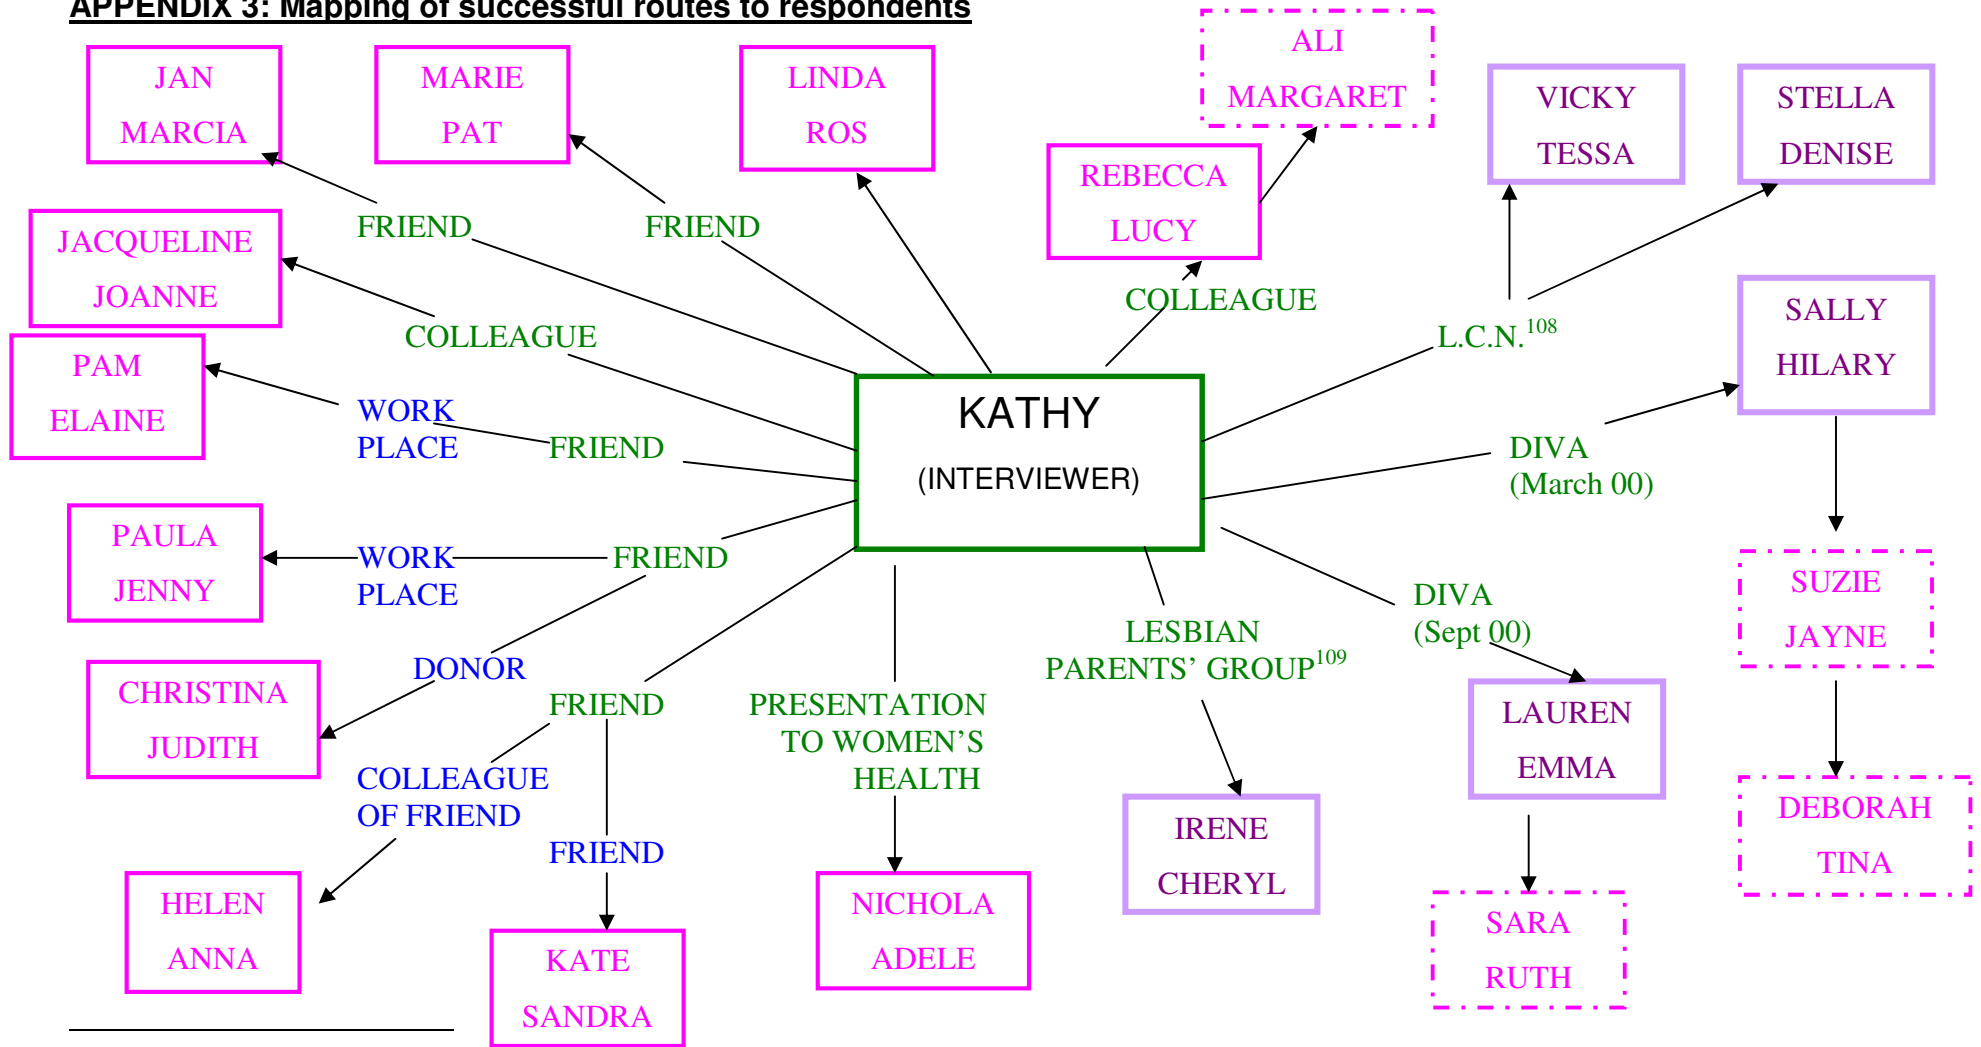 APPENDIX 3: Mapping of successful routes to respondents
JAN
MARCIA
MARIE
PAT
LINDA
ROS
ALI
MARGARET
REBECCA
LUCY
VICKY
TESSA
STELLA
DENISE
FRIEND
FRIEND
JACQUELINE
JOANNE
COLLEAGUE
COLLEAGUE
L.C.N.108
SALLY
HILARY
PAM
ELAINE
WORK
PLACE
FRIEND
KATHY
(INTERVIEWER)
DIVA
(March 00)
PAULA
JENNY
WORK
PLACE
FRIEND
DIVA
(Sept 00)
SUZIE
JAYNE
LESBIAN
PARENTS' GROUP109
CHRISTINA
JUDITH
DONOR
FRIEND
PRESENTATION
TO WOMEN'S
HEALTH
LAUREN
EMMA
COLLEAGUE
OF FRIEND
FRIEND
IRENE
CHERYL
DEBORAH
TINA
HELEN
ANNA
KATE
SANDRA
NICHOLA
ADELE
SARA
RUTH